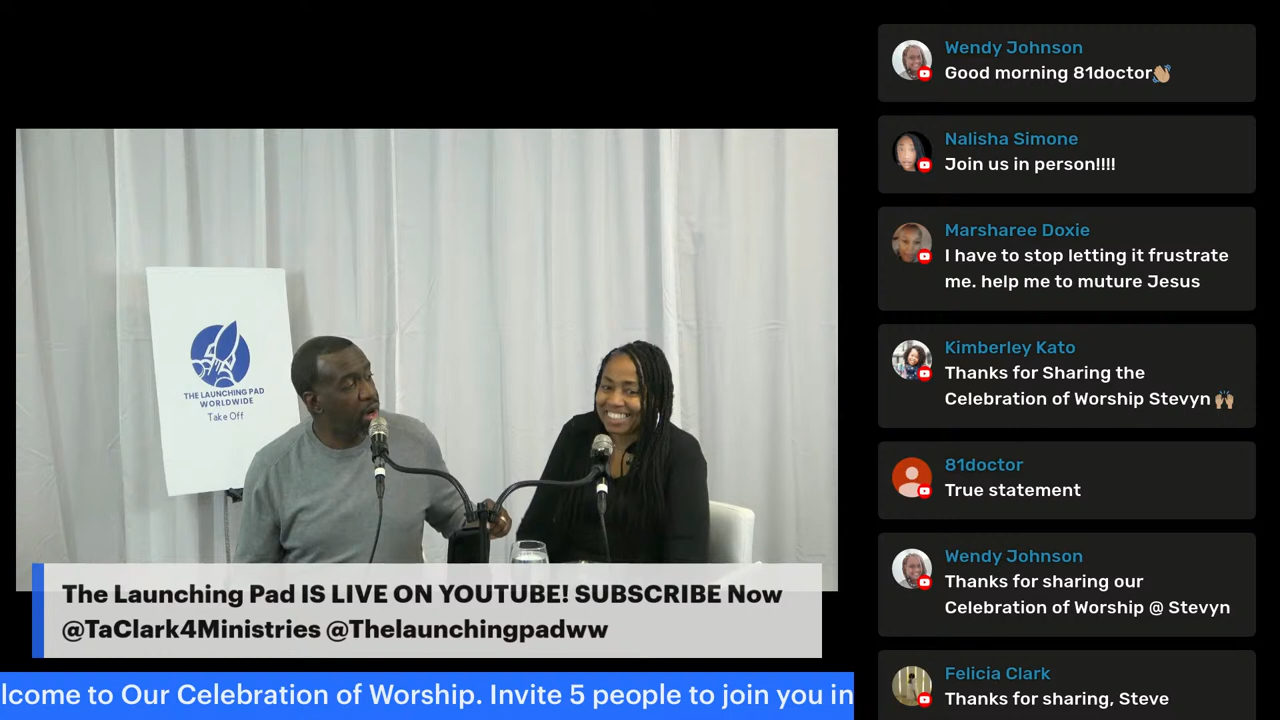 THE LAUNCHING PAD
WORLDWIDE
Take Off
The Launching Pad IS LIVE ON YOUTUBE! SUBSCRIBE Now
@TaClark4Ministries @Thelaunchingpadww
lcome to Our Celebration of Worship. Invite 5 people to join you in
Wendy Johnson
Good morning 81doctor👋🏽
Nalisha Simone
Join us in person!!!!
Marsharee Doxie
I have to stop letting it frustrate
me. help me to muture Jesus
Kimberley Kato
Thanks for Sharing the
Celebration of Worship Stevyn 🙌🏽
81doctor
True statement
Wendy Johnson
Thanks for sharing our
Celebration of Worship @ Stevyn
Felicia Clark
Thanks for sharing, Steve